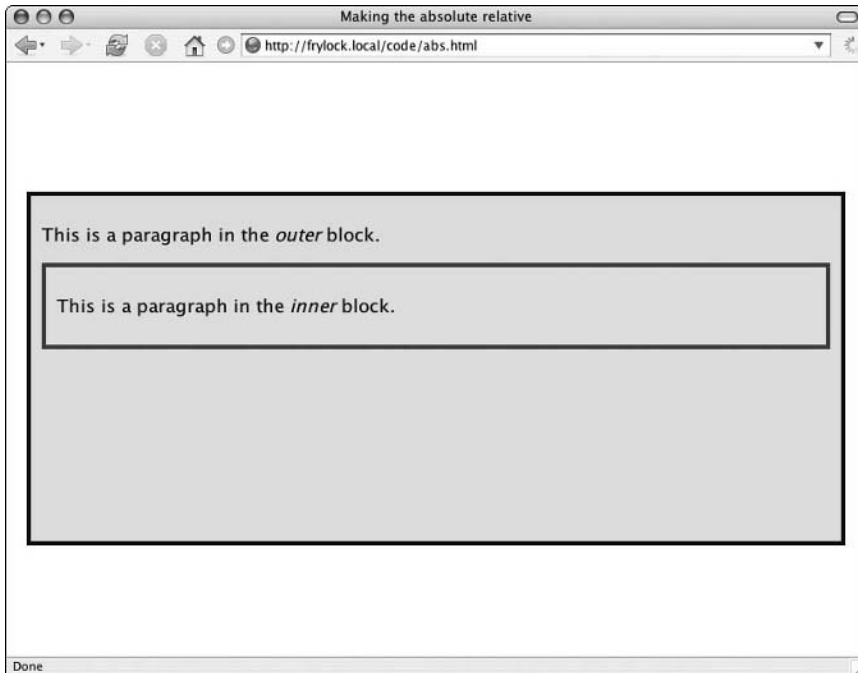 Making the absolute relative
http://frylock.local/code/abs.html
This is a paragraph in the outer block.
This is a paragraph in the inner block.
Done